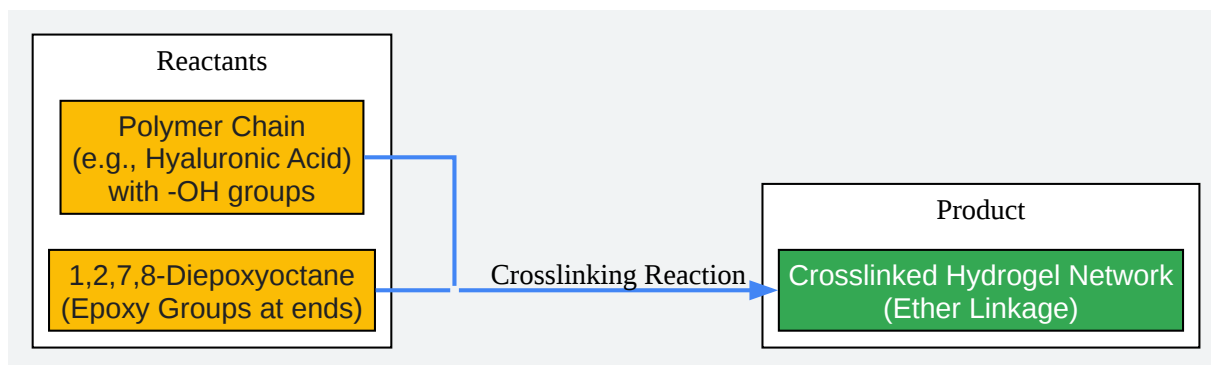 Reactants
Polymer Chain
(e.g., Hyaluronic Acid)
with -OH groups
1,2,7,8-Diepoxyoctane
(Epoxy Groups at ends)
Crosslinking Reaction
Product
Crosslinked Hydrogel Network
(Ether Linkage)